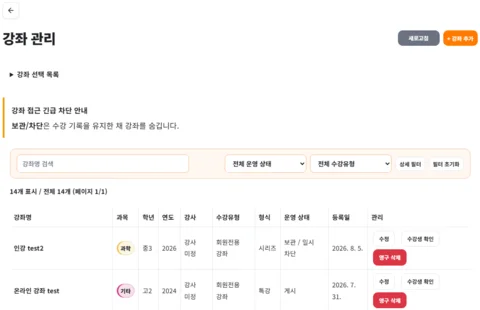 ←
강좌 관리
새로고침
+ 강좌 추가
▶ 강좌 선택 목록
강좌 접근 긴급 차단 안내
보관/차단은 수강 기록을 유지한 채 강좌를 숨깁니다.
강좌명 검색
전체 운영 상태
전체 수강유형
상세 필터
필터 초기화
14개 표시 / 전체 14개 (페이지 1/1)
강좌명 과목 학년 연도 강사 수강유형 형식 운영 상태 등록일 관리
인강 test2 과학 중3 2026 강사 미정 회원전용 강좌 시리즈 보관 / 일시 차단 2026. 8. 5. 수정 수강생 확인 영구 삭제
온라인 강좌 test 기타 고2 2024 강사 미정 회원전용 강좌 특강 게시 2026. 7. 31. 수정 수강생 확인 영구 삭제